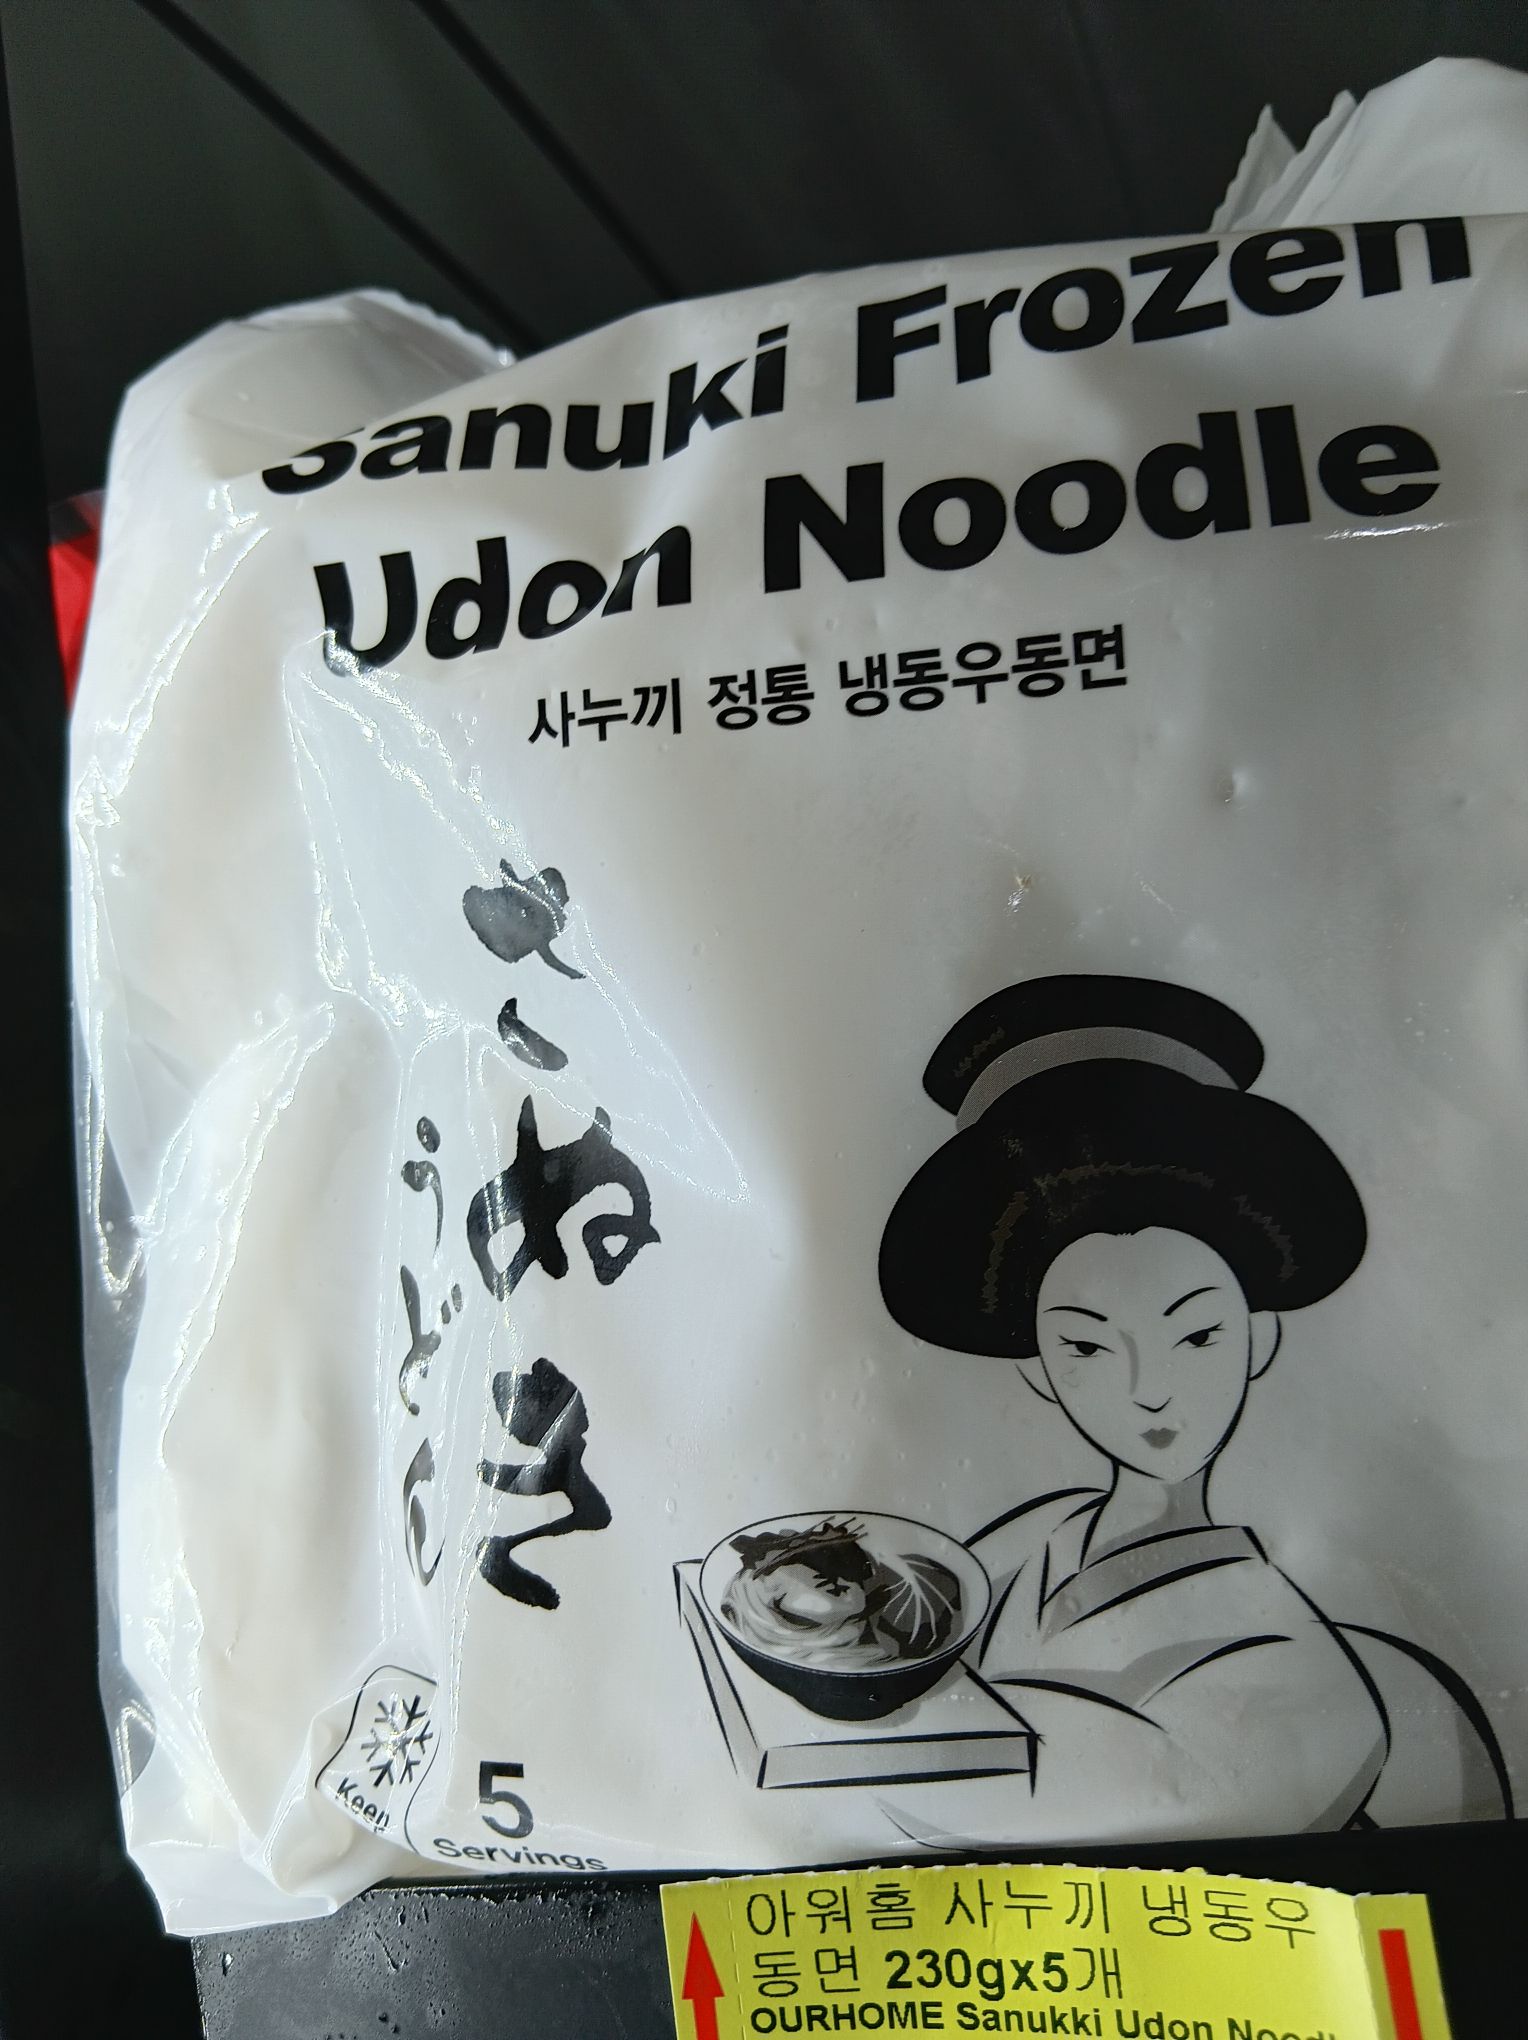 Sanuki Frozen
Udon Noodle
사누끼 정통 냉동우동면
さぬき
うどん
Keep
5
Servings
아워홈 사누끼 냉동우
동면 230gx5개
OURHOME Sanukki Udon Noodl